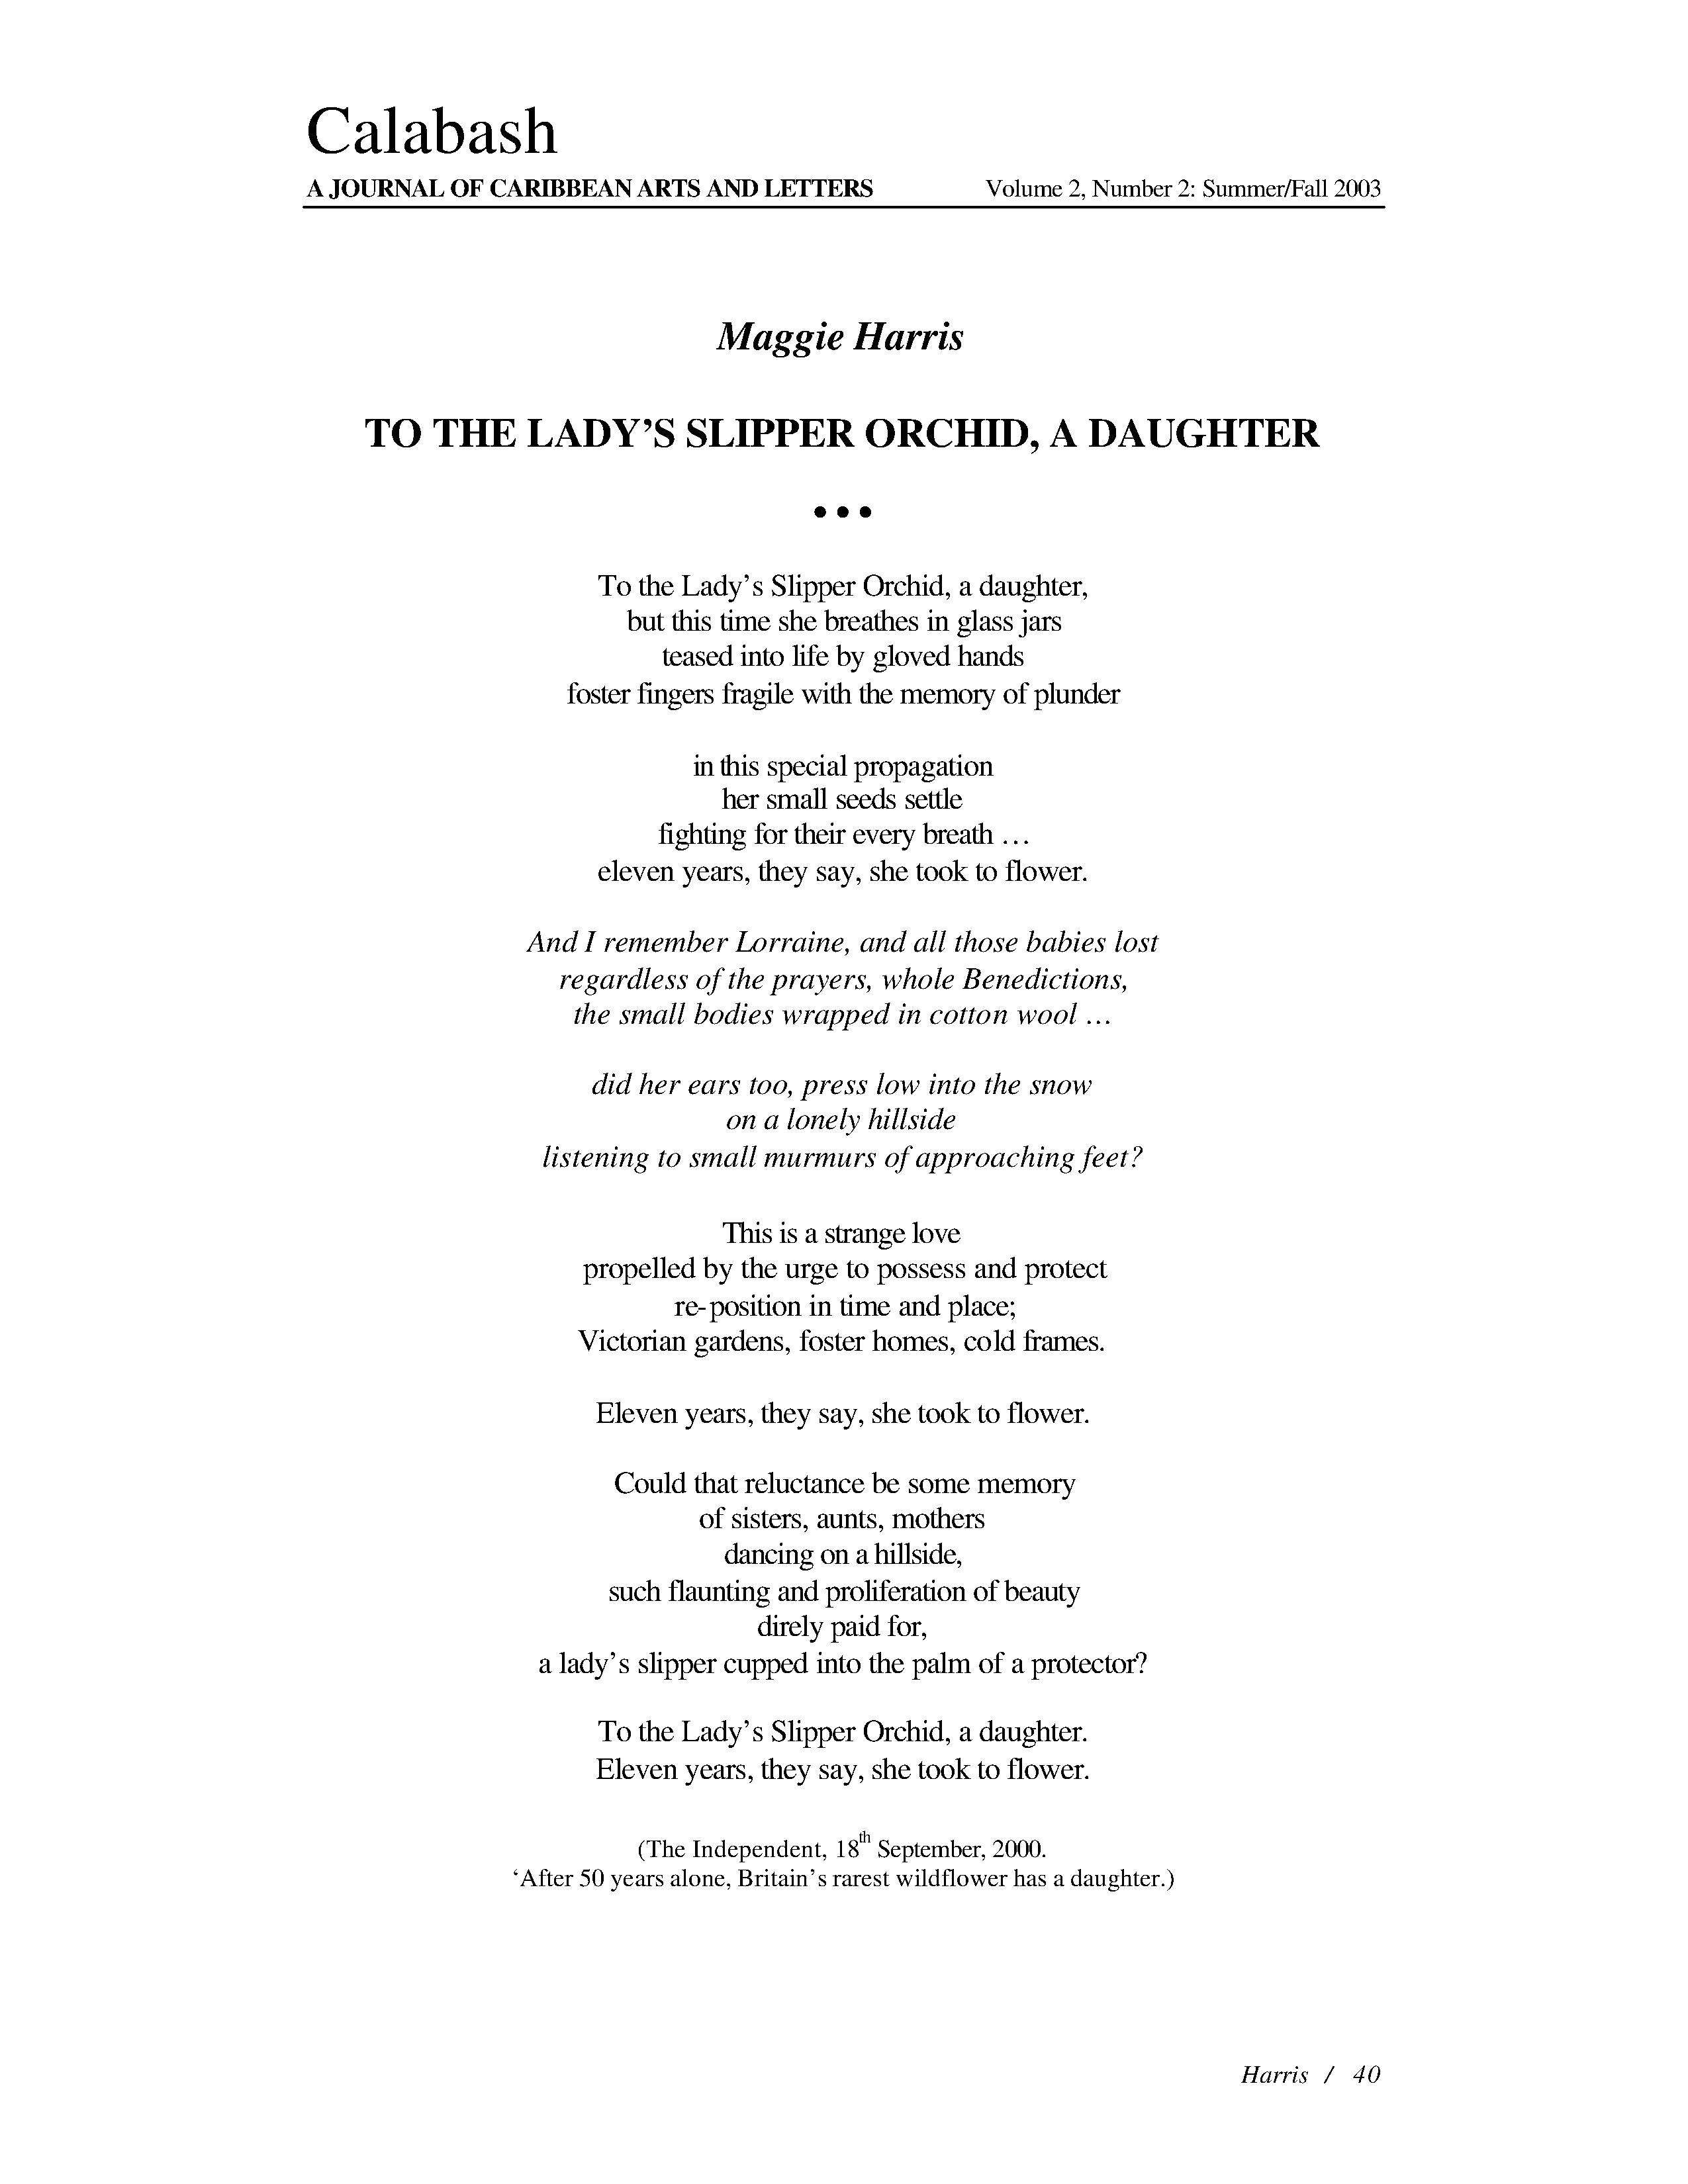 Calabash
A JOURNAL OF CARIBBEAN ARTS AND LETTERS Volume 2, Number 2: Summer/Fall 2003
Maggie Harris
TO THE LADY’S SLIPPER ORCHID, A DAUGHTER
•••
To the Lady’s Slipper Orchid, a daughter,
but this time she breathes in glass jars
teased into life by gloved hands
foster fingers fragile with the memory of plunder
in this special propagation
her small seeds settle
fighting for their every breath …
eleven years, they say, she took to flower.
And I remember Lorraine, and all those babies lost
regardless of the prayers, whole Benedictions,
the small bodies wrapped in cotton wool …
did her ears too, press low into the snow
on a lonely hillside
listening to small murmurs of approaching feet?
This is a strange love
propelled by the urge to possess and protect
re-position in time and place;
Victorian gardens, foster homes, cold frames.
Eleven years, they say, she took to flower.
Could that reluctance be some memory
of sisters, aunts, mothers
dancing on a hillside,
such flaunting and proliferation of beauty
direly paid for,
a lady’s slipper cupped into the palm of a protector?
To the Lady’s Slipper Orchid, a daughter.
Eleven years, they say, she took to flower.
(The Independent, 18th September, 2000.
‘After 50 years alone, Britain’s rarest wildflower has a daughter.)
Harris / 40